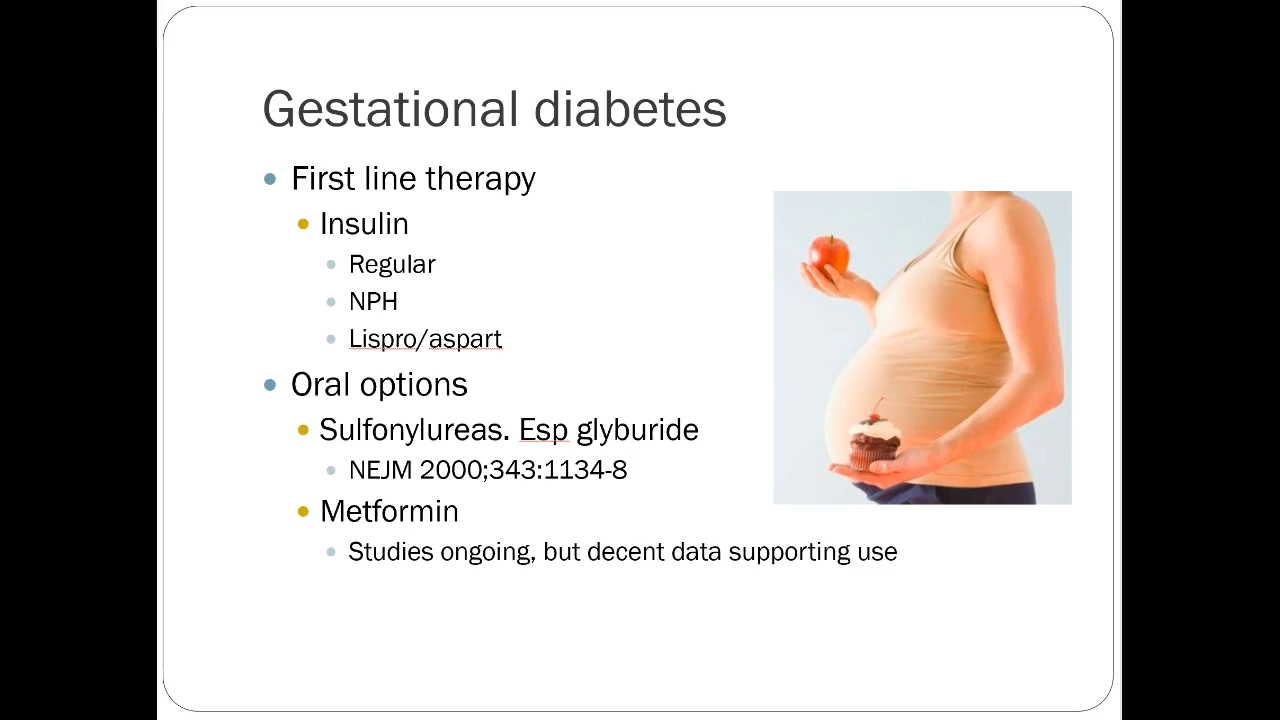 Gestational diabetes
First line therapy
Insulin
Regular
NPH
Lispro/aspart
Oral options
Sulfonylureas. Esp glyburide
NEJM 2000;343:1134-8
Metformin
Studies ongoing, but decent data supporting use